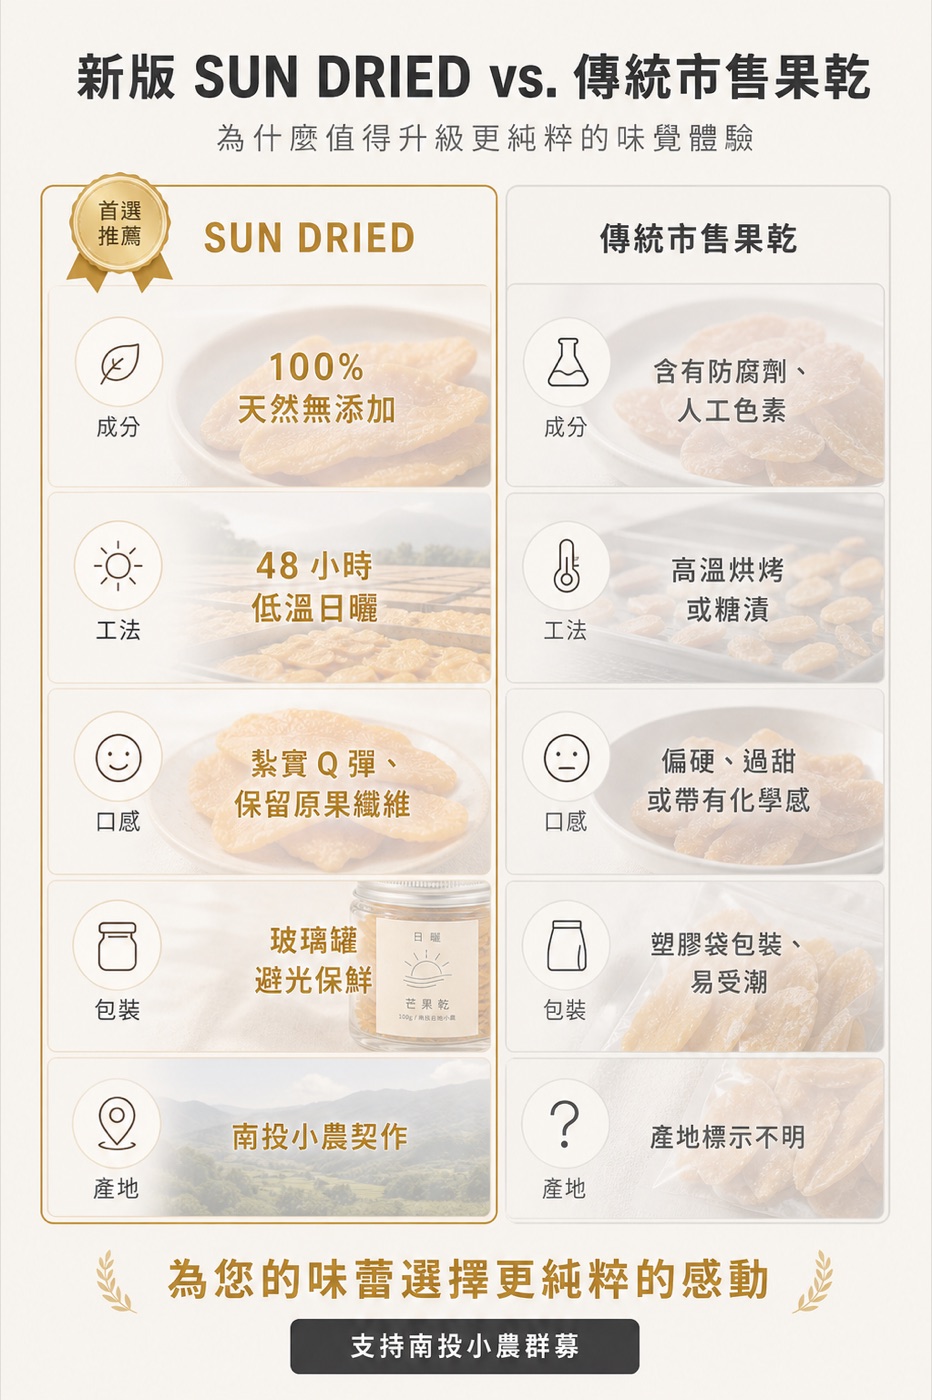 新版 SUN DRIED vs. 傳統市售果乾
為什麼值得升級更純粹的味覺體驗
首選
推薦
SUN DRIED
傳統市售果乾
成分
100%
天然無添加
成分
含有防腐劑、
人工色素
工法
48 小時
低溫日曬
工法
高溫烘烤
或糖漬
口感
紮實 Q 彈、
保留原果纖維
口感
偏硬、過甜
或帶有化學感
包裝
玻璃罐
避光保鮮
日曬
芒果乾
100g / 南投在地小農
包裝
塑膠袋包裝、
易受潮
產地
南投小農契作
?
產地
產地標示不明
為您的味蕾選擇更純粹的感動
支持南投小農群募